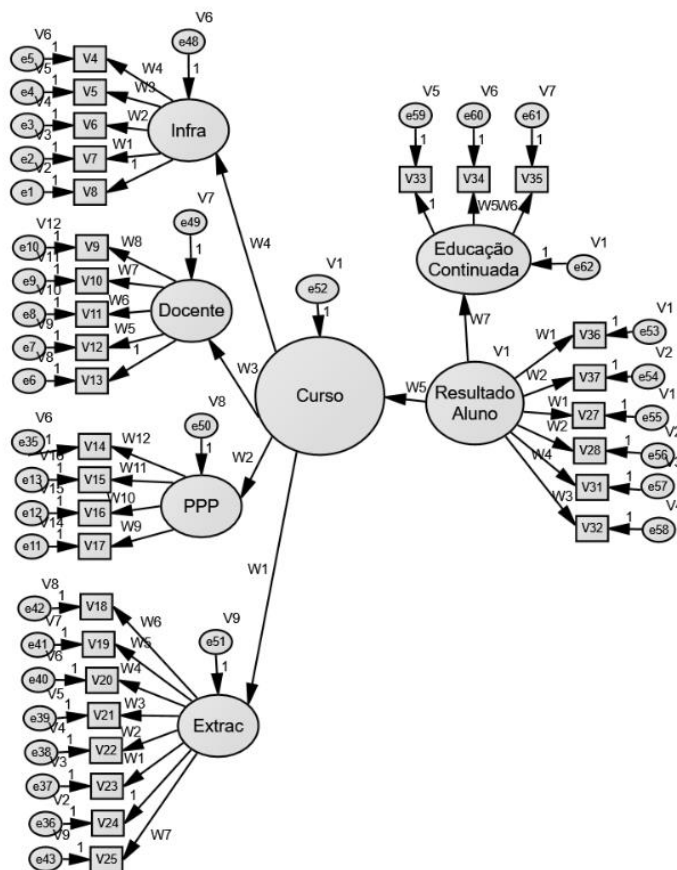 V6
e5
1
V4
V5
e4
1
V5
V4
e3
1
V6
V3
e2
1
V7
V2
e1
1
V8
W4
W3
W2
W1
1
V6
e48
1
Infra
V12
e10
1
V9
V11
e9
1
V10
V10
e8
1
V11
V9
e7
1
V12
V8
e6
1
V13
W8
W7
W6
W5
1
V7
e49
1
Docente
V6
e35
1
V14
V16
e13
1
V15
V15
e12
1
V16
V14
e11
1
V17
W12
W11
W10
W9
V8
e50
1
PPP
V8
e42
1
V18
V7
e41
1
V19
V6
e40
1
V20
V5
e39
1
V21
V4
e38
1
V22
V3
e37
1
V23
V2
e36
1
V24
V9
e43
1
V25
W6
W5
W4
W3
W2
W1
1
W7
V9
e51
1
Extrac
W4
W3
W2
W1
V1
e52
1
Curso
W5
V5
e59
1
V33
V6
e60
1
V34
V7
e61
1
V35
1
W5
W6
Educação
Continuada
1
V1
e62
W7
V1
Resultado
Aluno
W1
W2
W1
W2
W4
W3
V36
1
V1
e53
V37
1
V2
e54
V27
1
V1
e55
V28
1
V2
e56
V31
1
V3
e57
V32
1
V4
e58